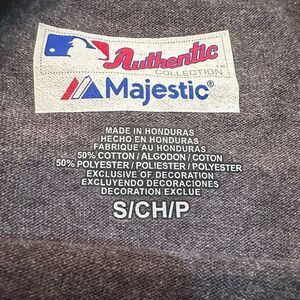 Authentic
COLLECTION™
Majestic®
MADE IN HONDURAS
HECHO EN HONDURAS
FABRIQUE AU HONDURAS
50% COTTON / ALGODON / COTON
50% POLYESTER / POLIESTER / POLYESTER
EXCLUSIVE OF DECORATION
EXCLUYENDO DECORACIONES
DECORATION EXCLUE
S/CH/P